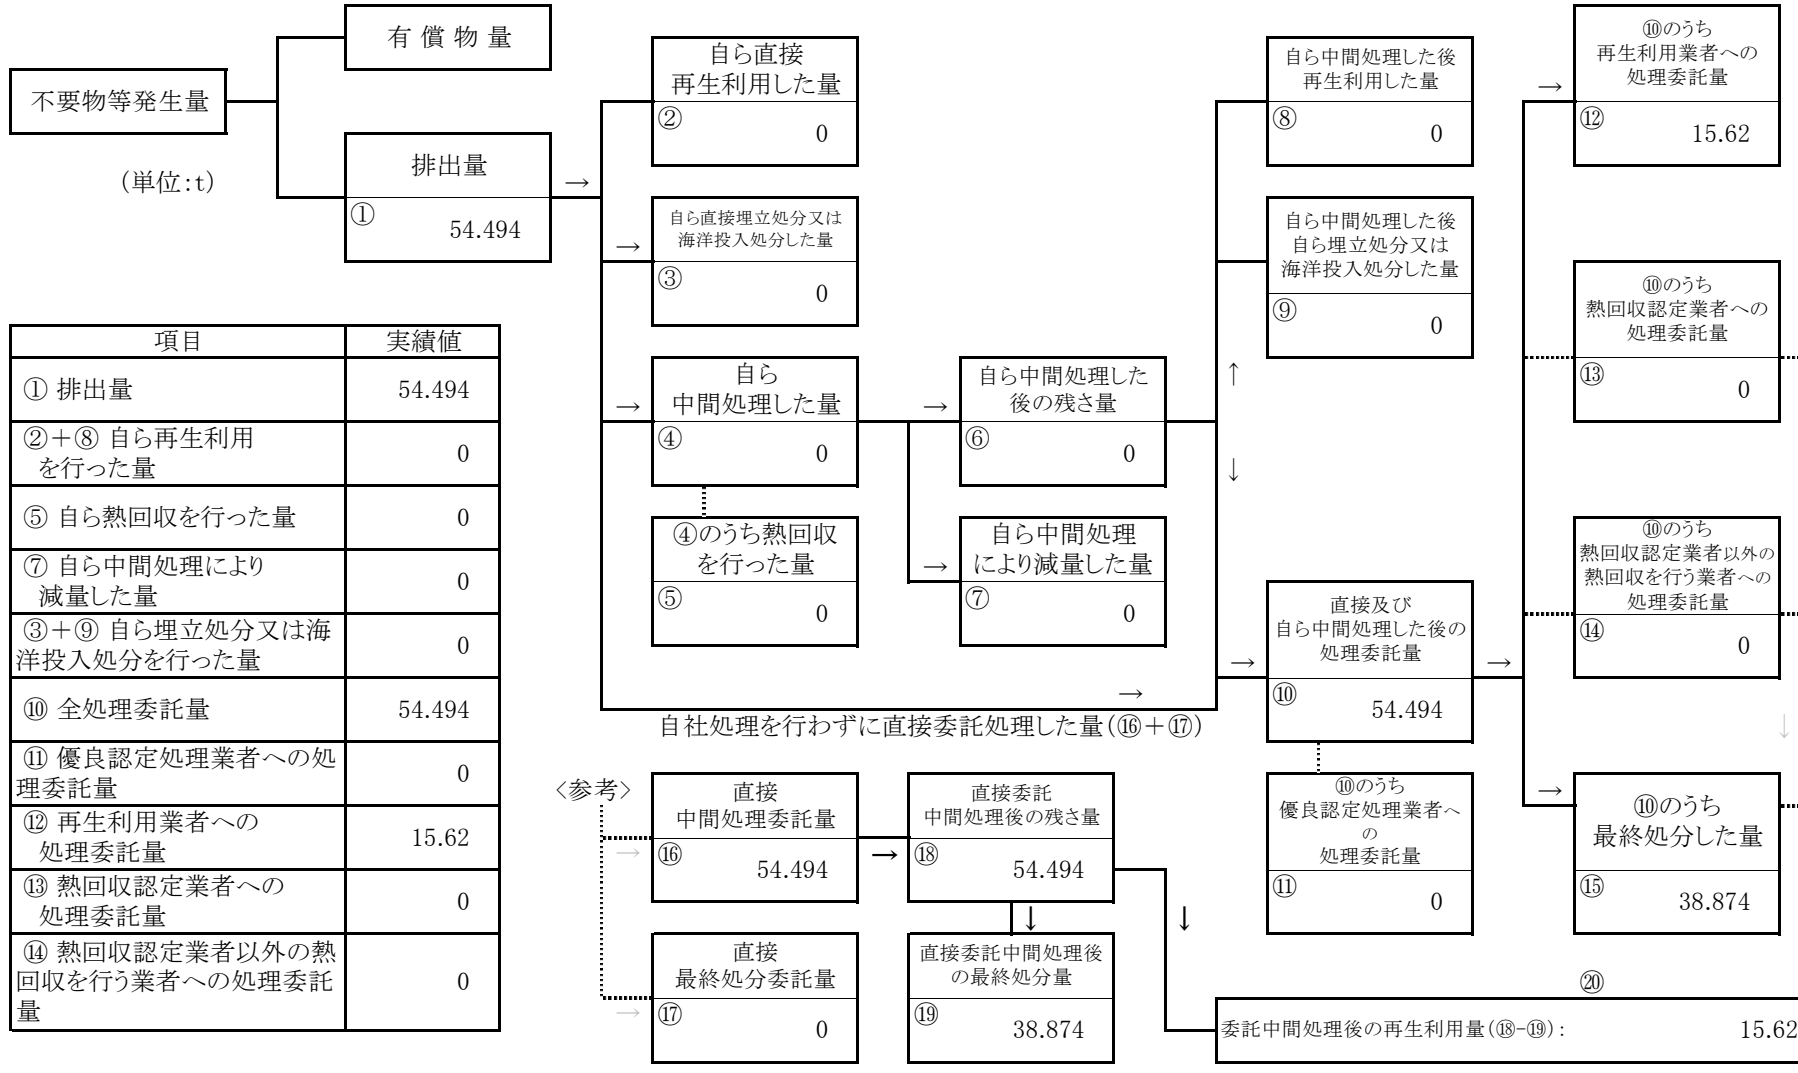 有 償 物 量
不要物等発生量
(単位:t)
排出量
①
54.494
→
自ら直接
再生利用した量
②
0
→
自ら直接埋立処分又は
海洋投入処分した量
③
0
→
自ら
中間処理した量
④
0
④のうち熱回収
を行った量
⑤
0
→
自ら中間処理した
後の残さ量
⑥
0
→
自ら中間処理
により減量した量
⑦
0
自ら中間処理した後
再生利用した量
⑧
0
自ら中間処理した後
自ら埋立処分又は
海洋投入処分した量
⑨
0
↑
↓
→
直接及び
自ら中間処理した後の
処理委託量
⑩
54.494
→
⑩のうち
優良認定処理業者へ
の
処理委託量
⑪
0
→
⑩のうち
再生利用業者への
処理委託量
⑫
15.62
⑩のうち
熱回収認定業者への
処理委託量
⑬
0
⑩のうち
熱回収認定業者以外の
熱回収を行う業者への
処理委託量
⑭
0
↓
→
⑩のうち
最終処分した量
⑮
38.874
→
自社処理を行わずに直接委託処理した量(⑯+⑰)
項目 実績値
① 排出量 54.494
②+⑧ 自ら再生利用
を行った量 0
⑤ 自ら熱回収を行った量 0
⑦ 自ら中間処理により
減量した量 0
③+⑨ 自ら埋立処分又は海
洋投入処分を行った量 0
⑩ 全処理委託量 54.494
⑪ 優良認定処理業者への処
理委託量 0
⑫ 再生利用業者への
処理委託量 15.62
⑬ 熱回収認定業者への
処理委託量 0
⑭ 熱回収認定業者以外の熱
回収を行う業者への処理委託
量 0
<参考>
→
直接
中間処理委託量
⑯
54.494
→
直接委託
中間処理後の残さ量
⑱
54.494
↓
↓
→
直接
最終処分委託量
⑰
0
直接委託中間処理後
の最終処分量
⑲
38.874
⑳
委託中間処理後の再生利用量(⑱-⑲): 15.62